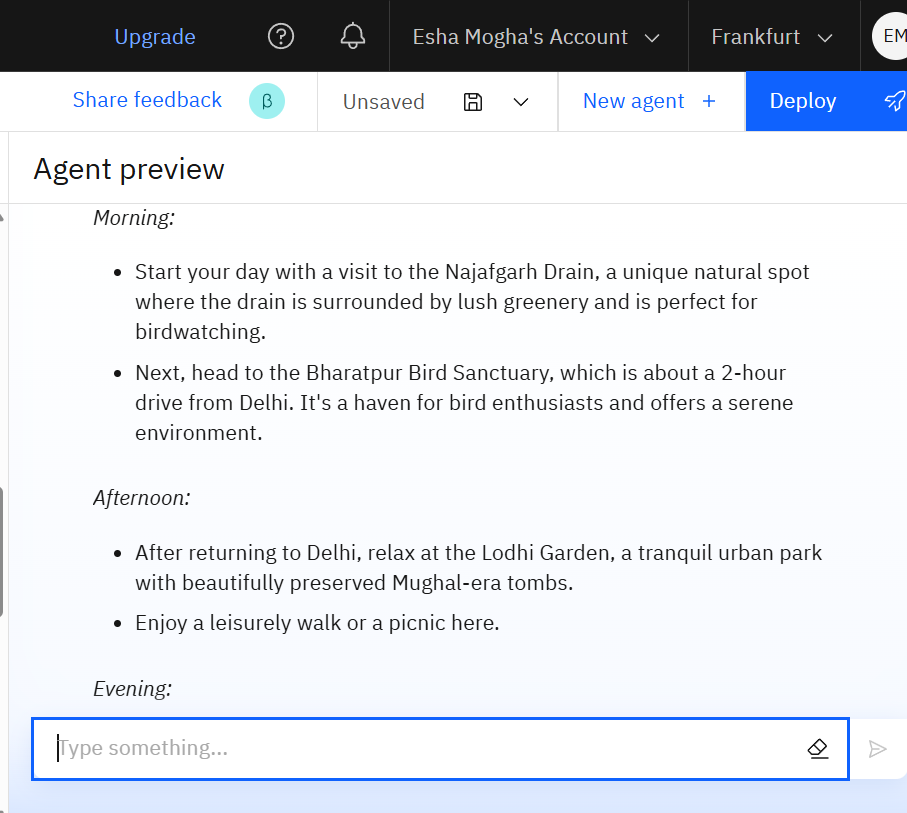 Upgrade
Esha Mogha's Account
Frankfurt
EM
Share feedback
β
Unsaved
New agent +
Deploy
Agent preview
Morning:
• Start your day with a visit to the Najafgarh Drain, a unique natural spot
where the drain is surrounded by lush greenery and is perfect for
birdwatching.
• Next, head to the Bharatpur Bird Sanctuary, which is about a 2-hour
drive from Delhi. It's a haven for bird enthusiasts and offers a serene
environment.
Afternoon:
• After returning to Delhi, relax at the Lodhi Garden, a tranquil urban park
with beautifully preserved Mughal-era tombs.
• Enjoy a leisurely walk or a picnic here.
Evening:
Type something...